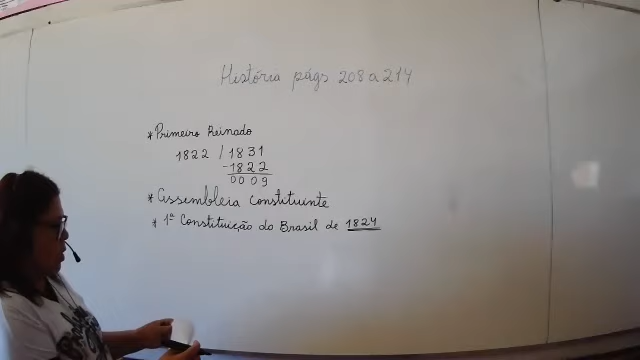 História págs 208 a 214
* Primeiro Reinado
1822 / 1831
-1822
0009
* Assembleia Constituinte
* 1ª Constituição do Brasil de 1824